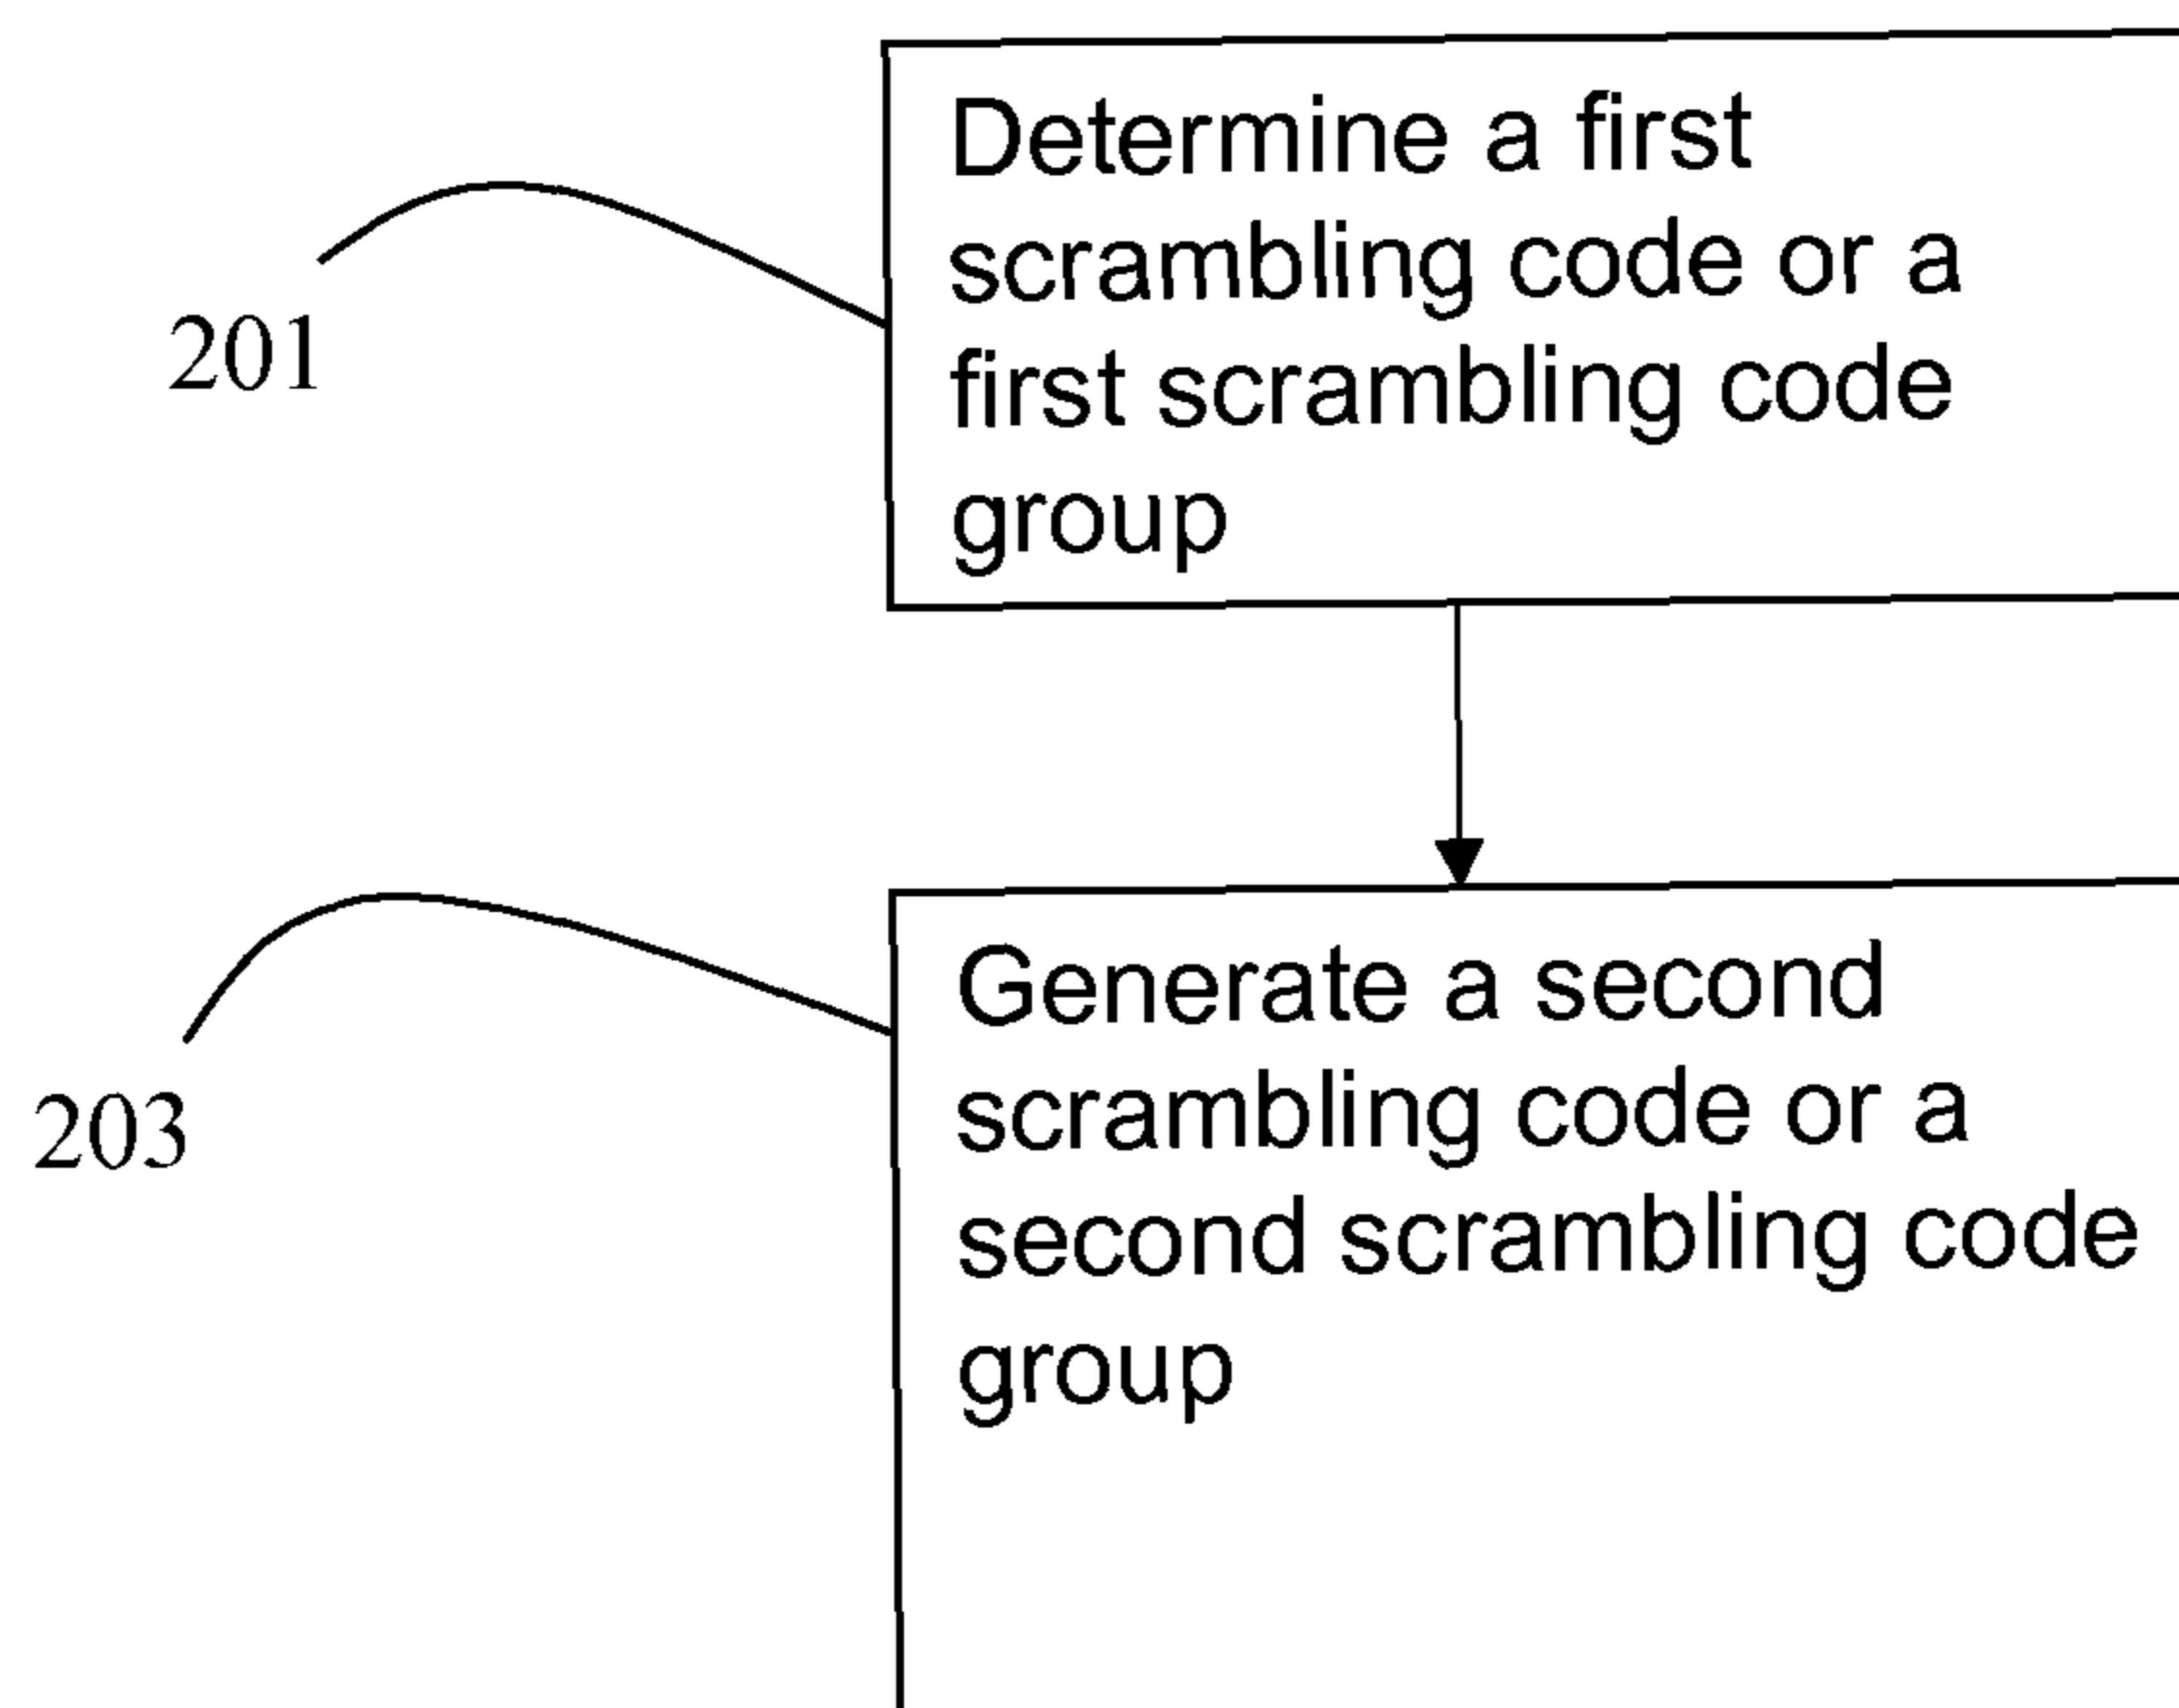 Determine a first
scrambling code or a
first scrambling code
group
201
Generate a second
scrambling code or a
second scrambling code
group
203